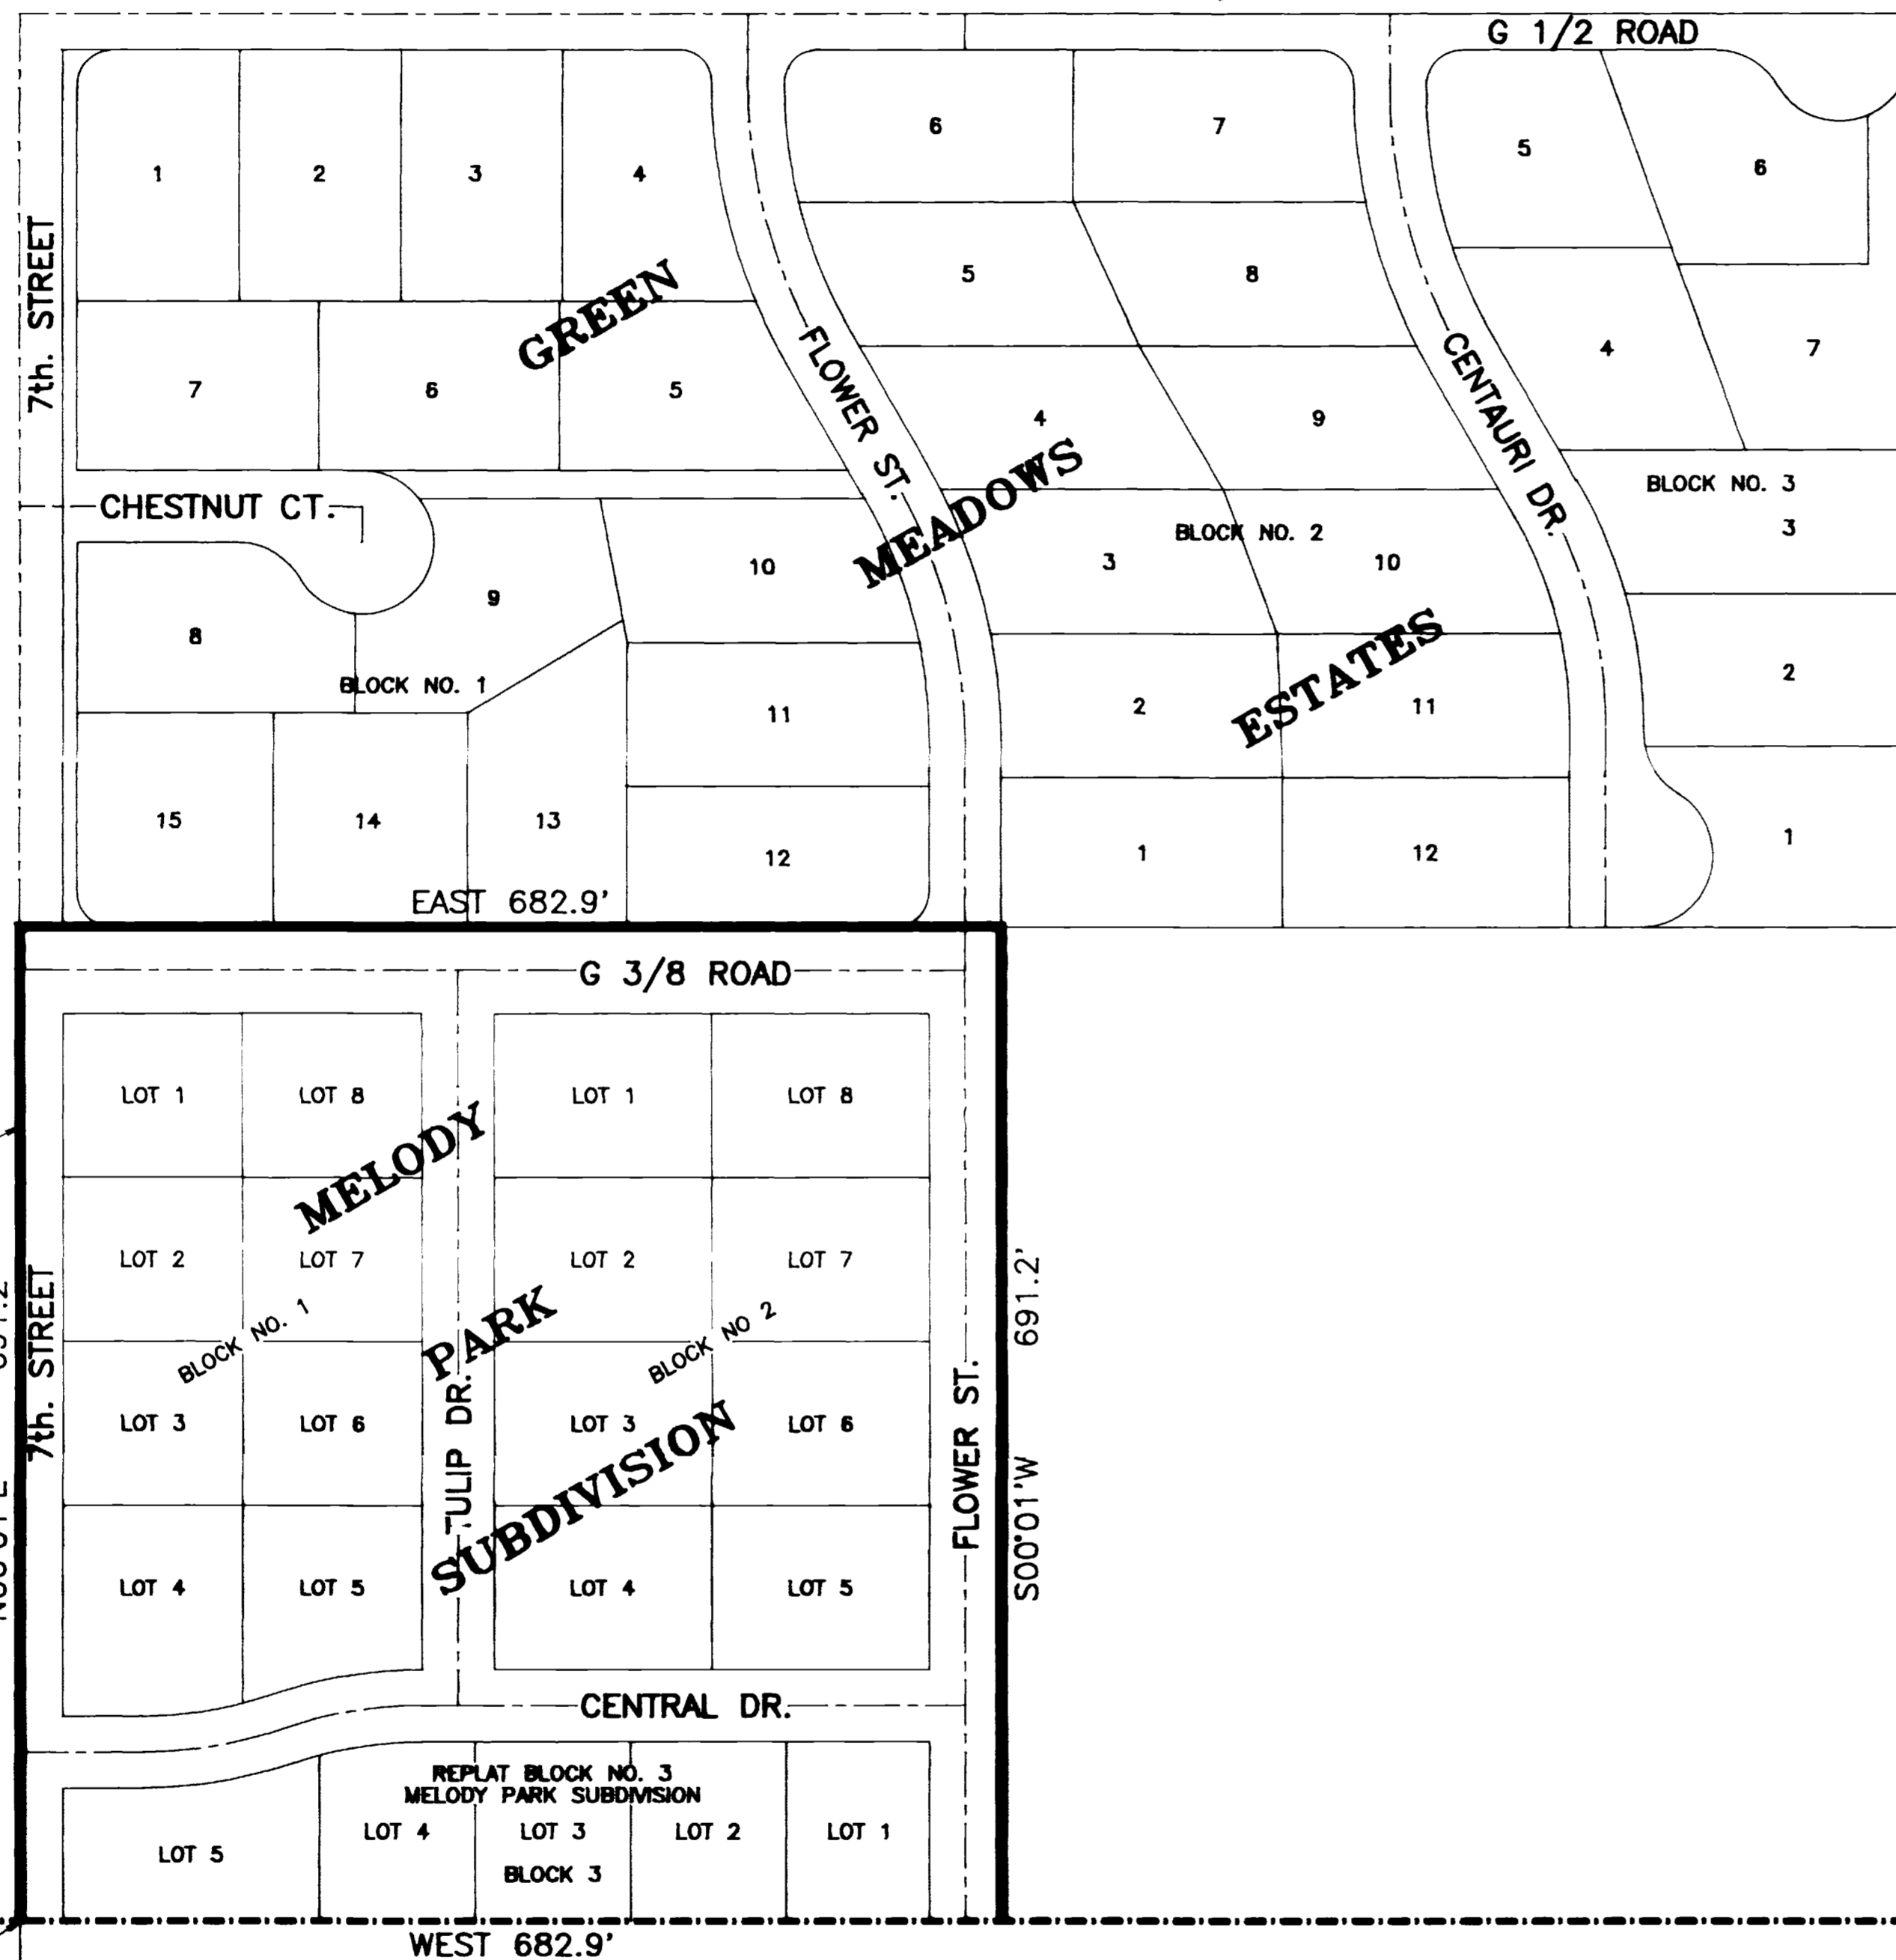 G 1/2 ROAD
1
2
3
4
6
7
5
6
7th. STREET
GREEN
5
8
FLOWER ST.
CENTAURI DR.
4
7
7
6
5
4
9
MEADOWS
BLOCK NO. 3
3
CHESTNUT CT.
BLOCK NO. 2
3
10
9
10
8
BLOCK NO. 1
ESTATES
11
2
11
2
15
14
13
12
1
12
1
EAST 682.9'
G 3/8 ROAD
LOT 1
LOT 8
LOT 1
LOT 8
MELODY
LOT 2
LOT 7
LOT 2
LOT 7
7th. STREET
BLOCK NO. 1
PARK
BLOCK NO 2
691.2'
TULIP DR.
FLOWER ST.
S00°01'W
LOT 3
LOT 6
LOT 3
LOT 6
SUBDIVISION
LOT 4
LOT 5
LOT 4
LOT 5
CENTRAL DR.
REPLAT BLOCK NO. 3
MELODY PARK SUBDIVISION
LOT 5
LOT 4
LOT 3
LOT 2
LOT 1
BLOCK 3
WEST 682.9'